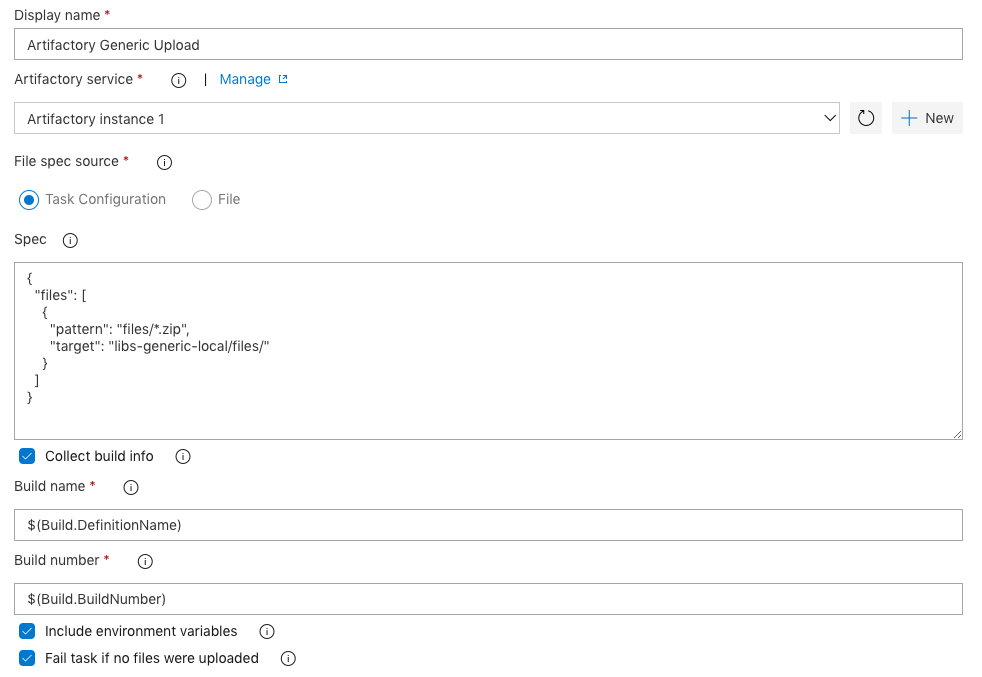 Display name *
Artifactory Generic Upload
Artifactory service * | Manage
Artifactory instance 1
New
File spec source *
Task Configuration File
Spec
{
"files": [
{
"pattern": "files/*.zip",
"target": "libs-generic-local/files/"
}
]
}
Collect build info
Build name *
$(Build.DefinitionName)
Build number *
$(Build.BuildNumber)
Include environment variables
Fail task if no files were uploaded